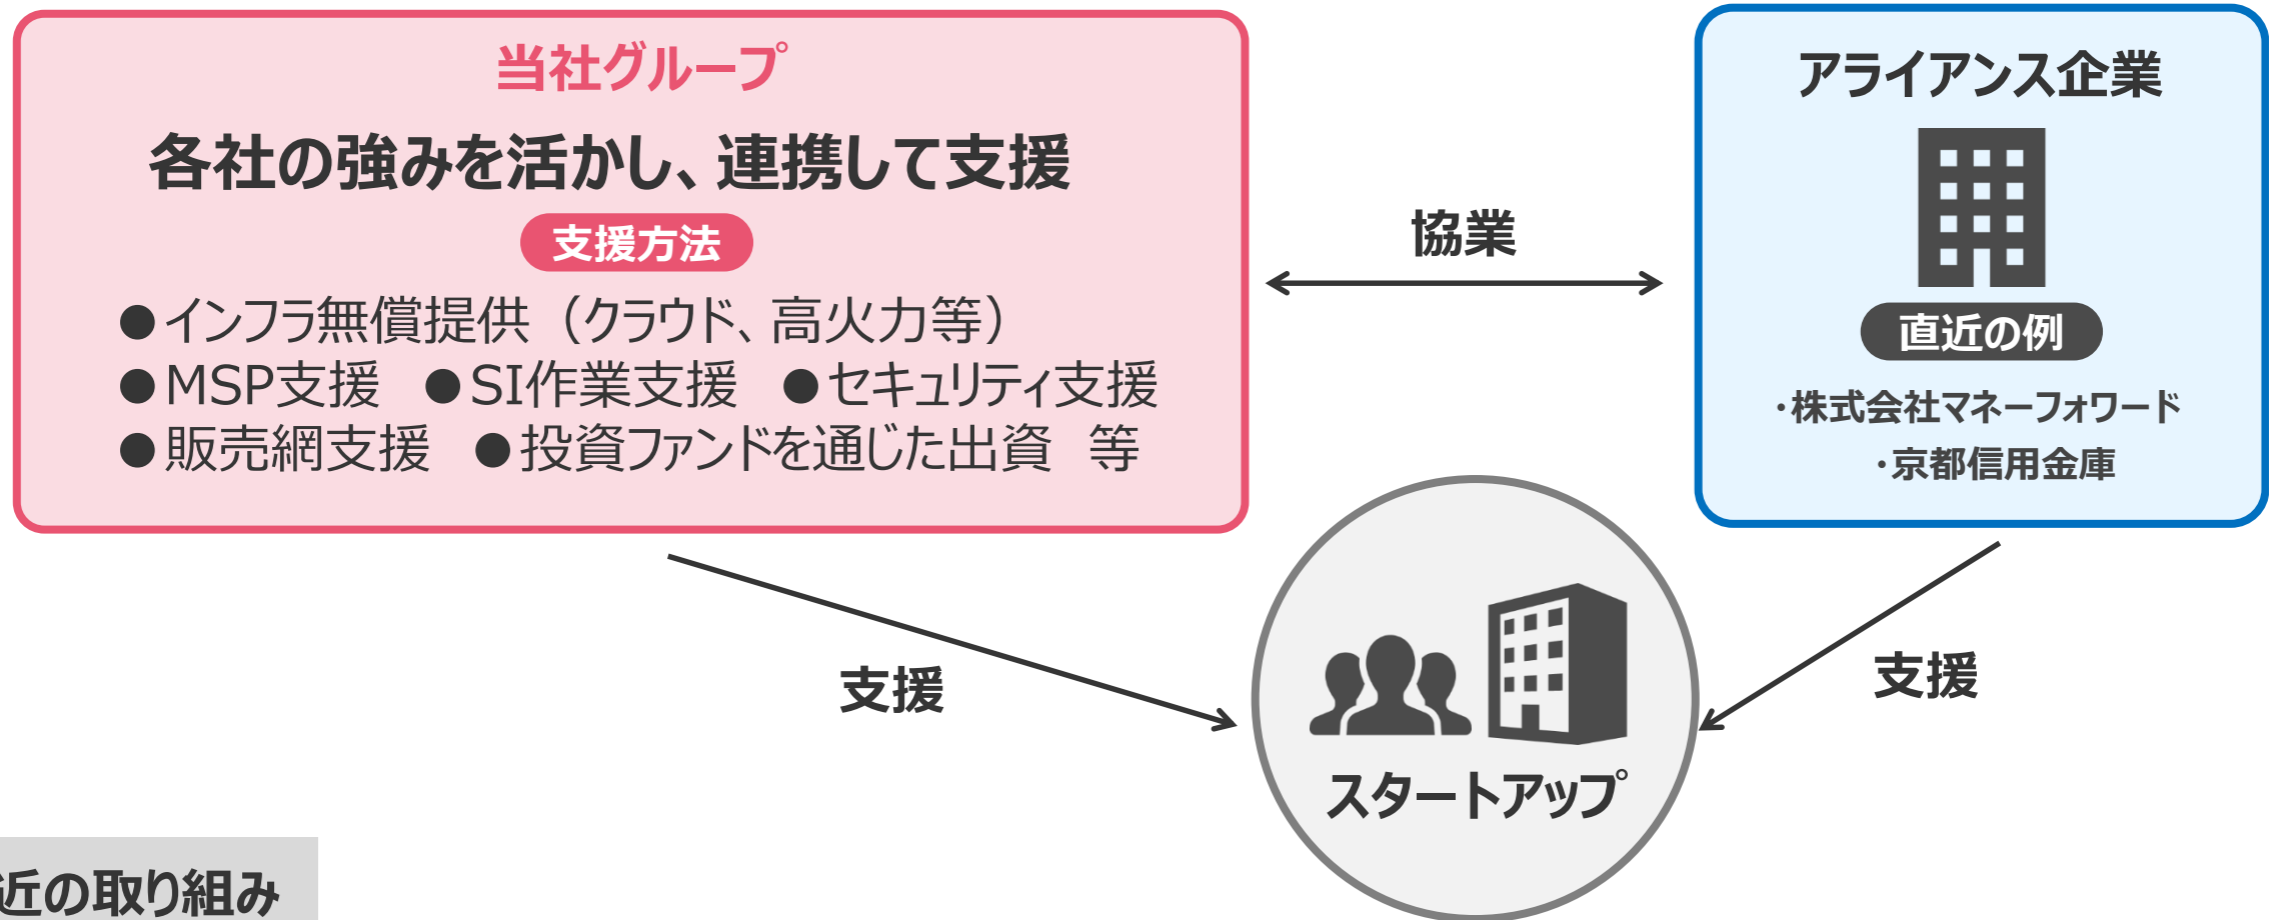 当社グループ
各社の強みを活かし、連携して支援
支援方法
●インフラ無償提供（クラウド、高火力等）
●MSP支援　●SI作業支援　●セキュリティ支援
●販売網支援　●投資ファンドを通じた出資　等
協業
アライアンス企業
直近の例
・株式会社マネーフォワード
・京都信用金庫
支援
支援
スタートアップ
近の取り組み